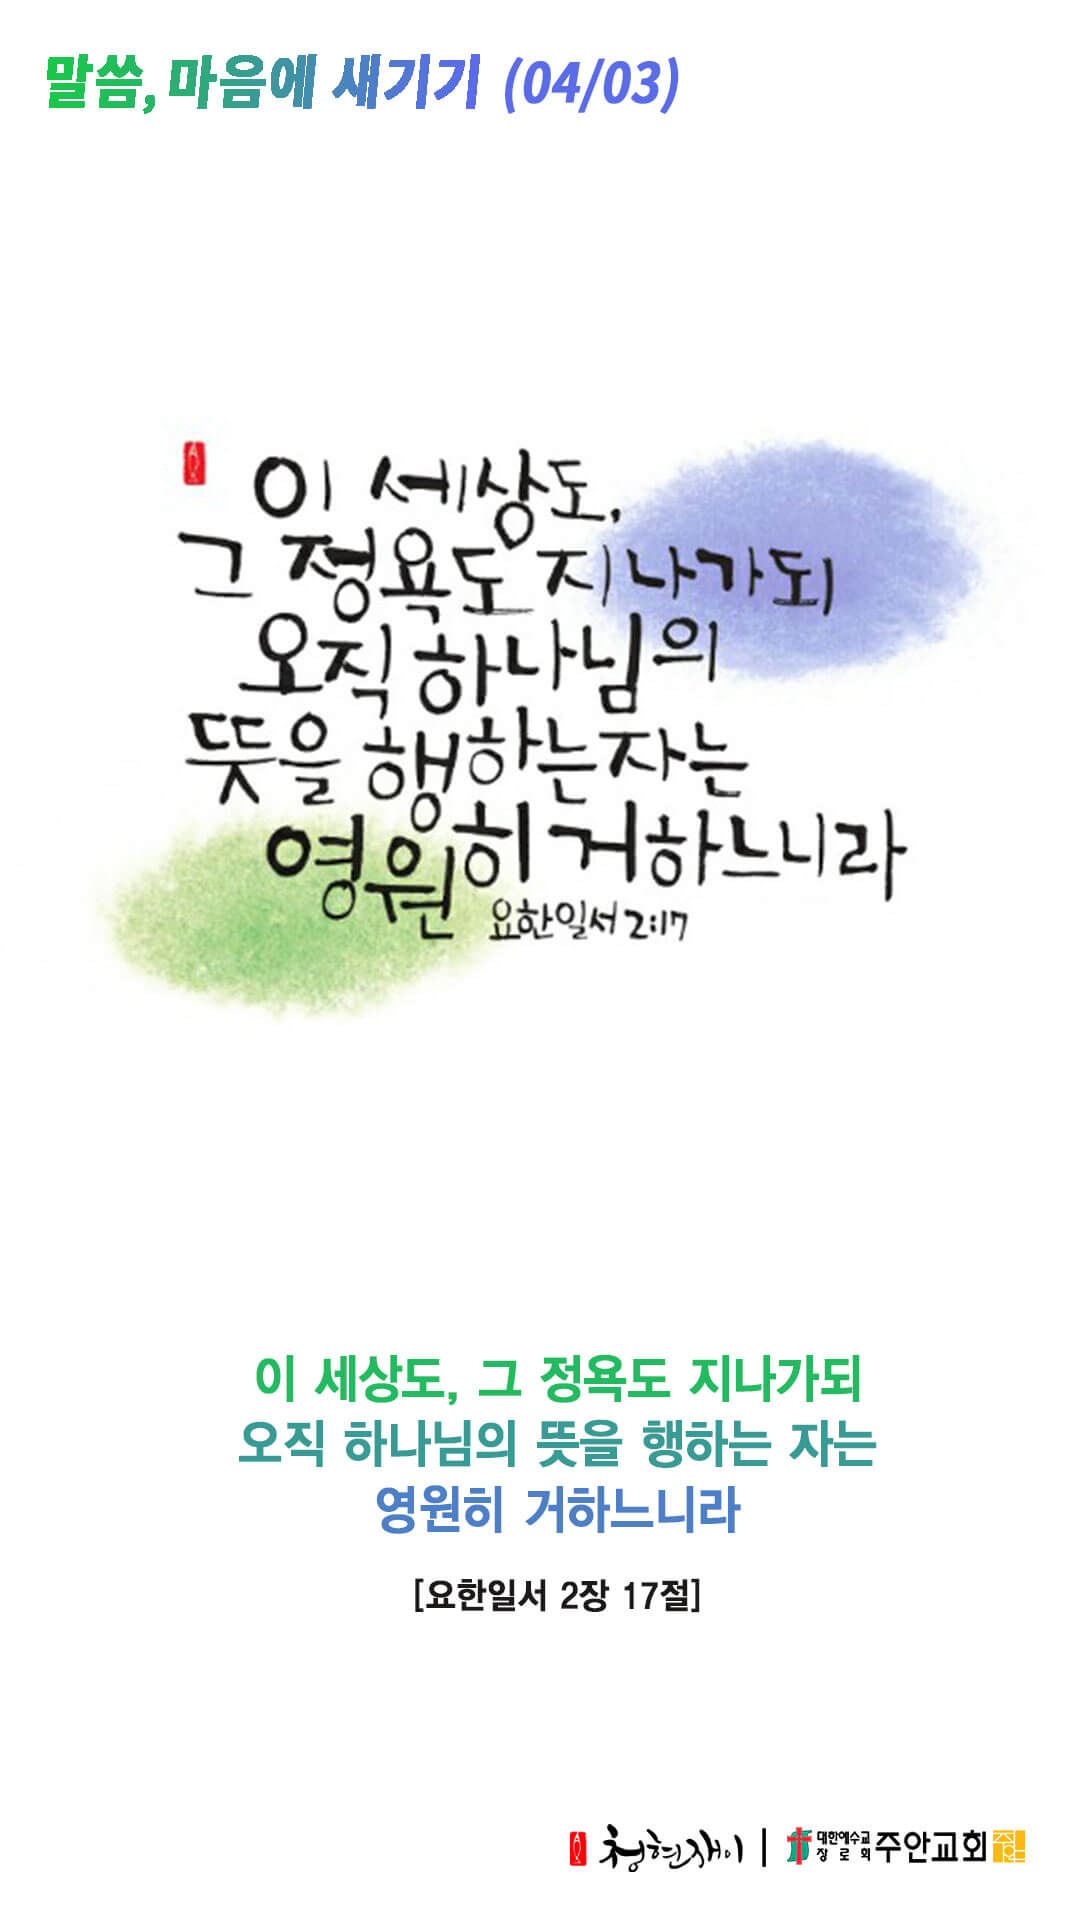 말씀, 마음에 새기기 (04/03)
이 세상도,
그 정욕도 지나가되
오직 하나님의
뜻을 행하는 자는
영원히 거하느니라
요한일서 2:17
이 세상도, 그 정욕도 지나가되
오직 하나님의 뜻을 행하는 자는
영원히 거하느니라
[요한일서 2장 17절]
청현재이 | 대한예수교
장로회 주안교회